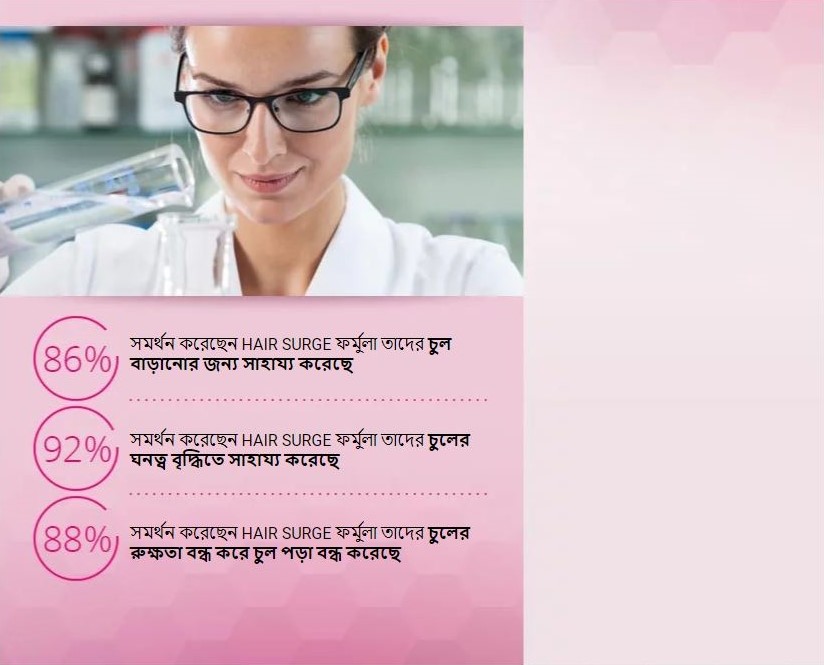 86%
সমর্থন করেছেন HAIR SURGE ফর্মুলা তাদের চুল
বাড়ানোর জন্য সাহায্য করেছে
92%
সমর্থন করেছেন HAIR SURGE ফর্মুলা তাদের চুলের
ঘনত্ব বৃদ্ধিতে সাহায্য করেছে
88%
সমর্থন করেছেন HAIR SURGE ফর্মুলা তাদের চুলের
রুক্ষতা বন্ধ করে চুল পড়া বন্ধ করেছে